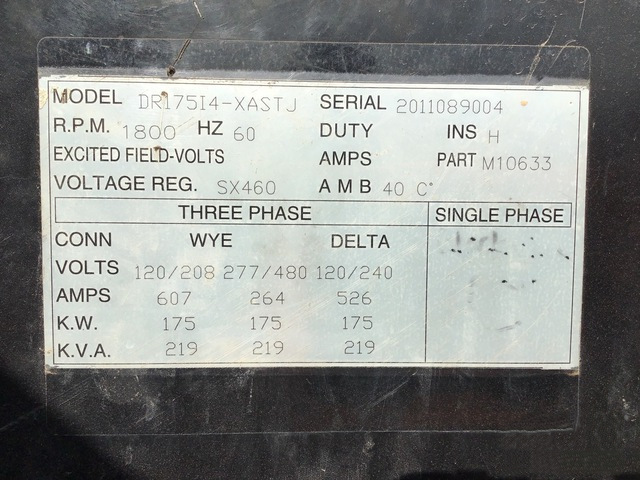 MODEL DR175I4-XASTJ SERIAL 2011089004
R.P.M. 1800 HZ 60 DUTY INS H
EXCITED FIELD-VOLTS AMPS PART M10633
VOLTAGE REG. SX460 A M B 40 C°
THREE PHASE SINGLE PHASE
CONN WYE DELTA
VOLTS 120/208 277/480 120/240
AMPS 607 264 526
K.W. 175 175 175
K.V.A. 219 219 219